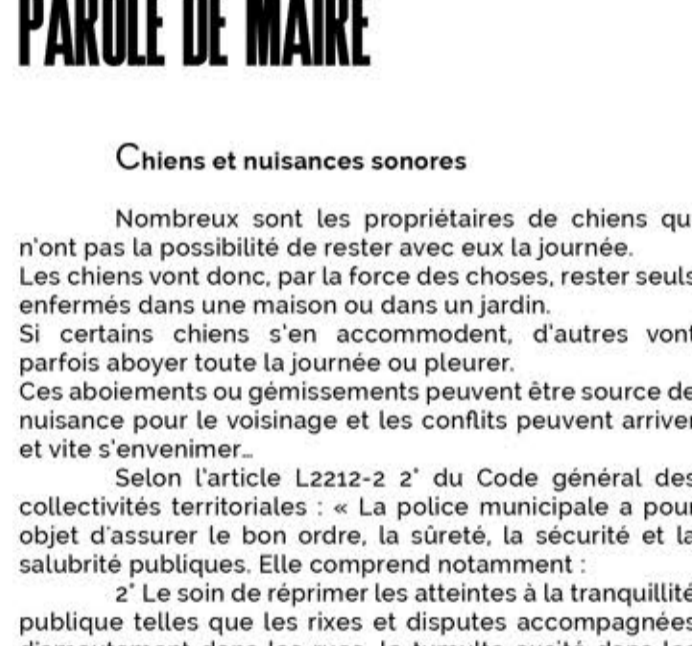 PAROLE DE MAIRE
Chiens et nuisances sonores
Nombreux sont les propriétaires de chiens qu
n'ont pas la possibilité de rester avec eux la journée.
Les chiens vont donc, par la force des choses, rester seuls
enfermés dans une maison ou dans un jardin.
Si certains chiens s'en accommodent, d'autres vont
parfois aboyer toute la journée ou pleurer.
Ces aboiements ou gémissements peuvent être source de
nuisance pour le voisinage et les conflits peuvent arriver
et vite s'envenimer…
Selon l'article L2212-2 2° du Code général des
collectivités territoriales : « La police municipale a pour
objet d'assurer le bon ordre, la sûreté, la sécurité et la
salubrité publiques. Elle comprend notamment :
2° Le soin de réprimer les atteintes à la tranquillité
publique telles que les rixes et disputes accompagnées